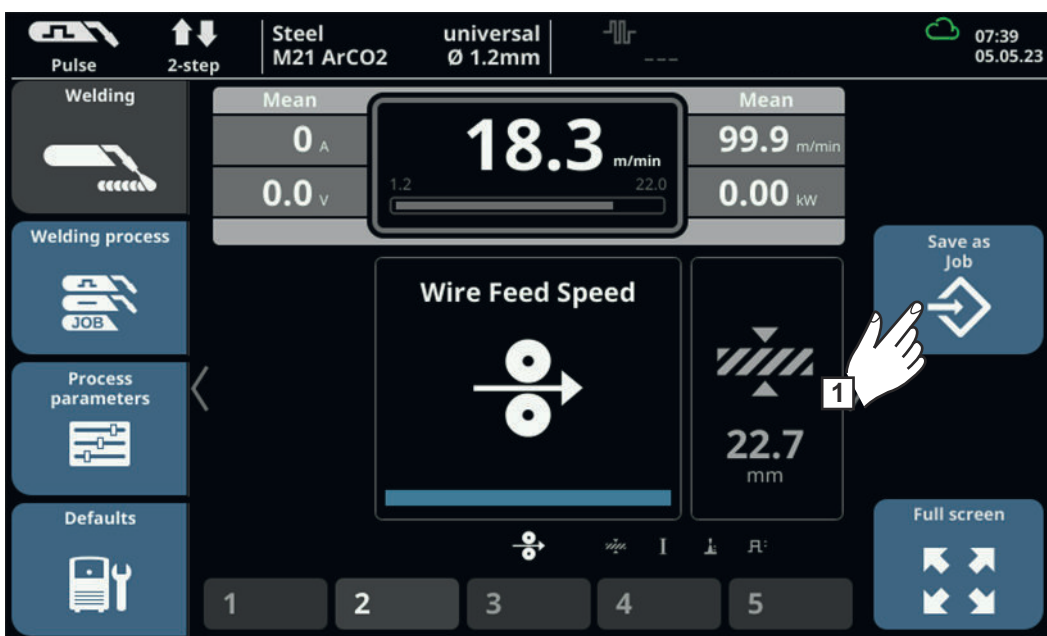 Pulse
2-step
Steel
M21 ArCO2
universal
Ø 1.2mm
---
07:39
05.05.23
Welding
Mean
0 A
0.0 V
18.3 m/min
1.2
22.0
Mean
99.9 m/min
0.00 kW
Welding process
JOB
Process
parameters
Defaults
Wire Feed Speed
22.7
mm
Save as
Job
1
Full screen
I
1
2
3
4
5